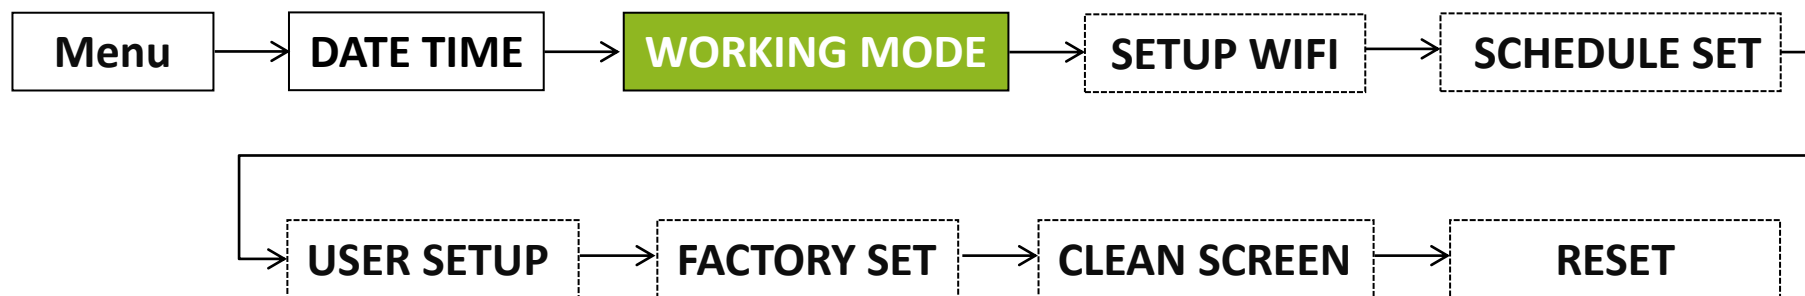 Menu
DATE TIME
WORKING MODE
SETUP WIFI
SCHEDULE SET
USER SETUP
FACTORY SET
CLEAN SCREEN
RESET